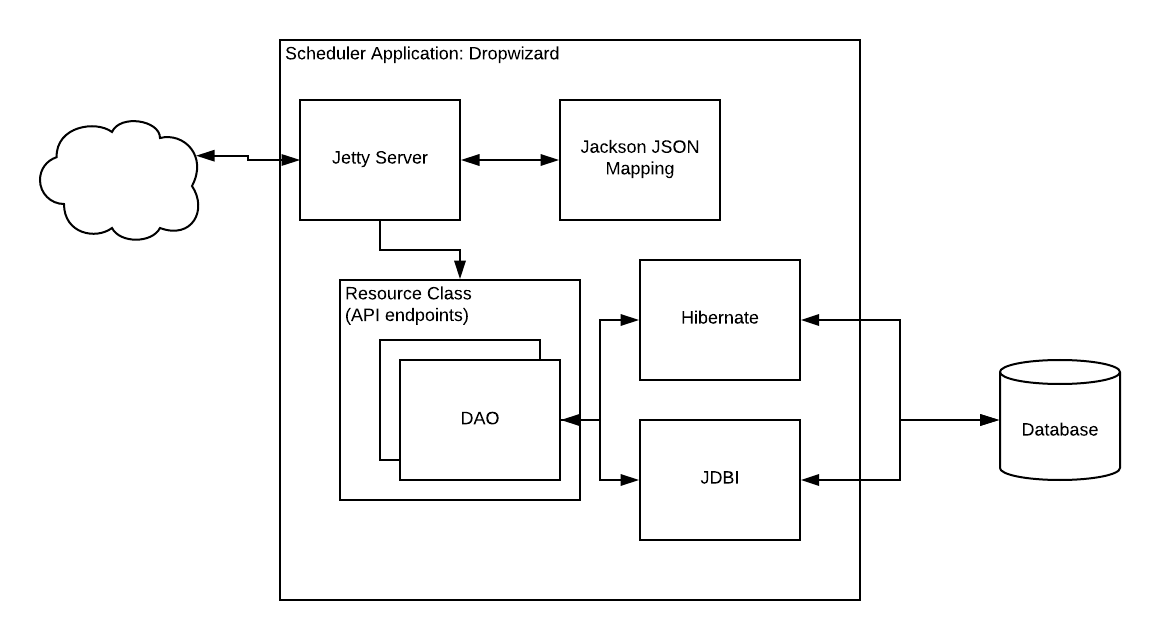 Scheduler Application: Dropwizard
Jetty Server
Jackson JSON
Mapping
Resource Class
(API endpoints)
Hibernate
DAO
Database
JDBI